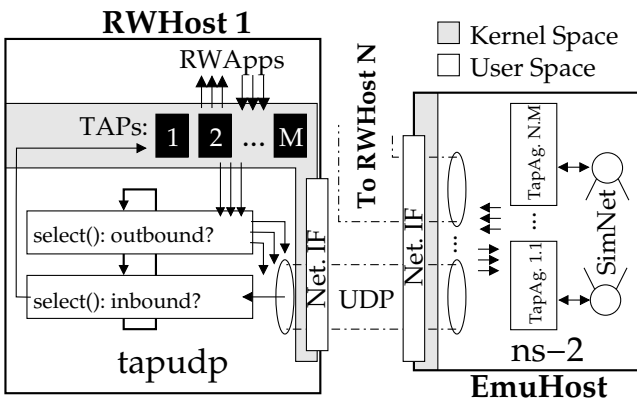 RWHost 1
RWApps
TAPs:
1
2
...
M
select(): outbound?
select(): inbound?
tapudp
Net. IF
UDP
To RWHost N
Kernel Space
User Space
Net. IF
...
TapAg. N.M
...
TapAg. 1.1
SimNet
ns-2
EmuHost